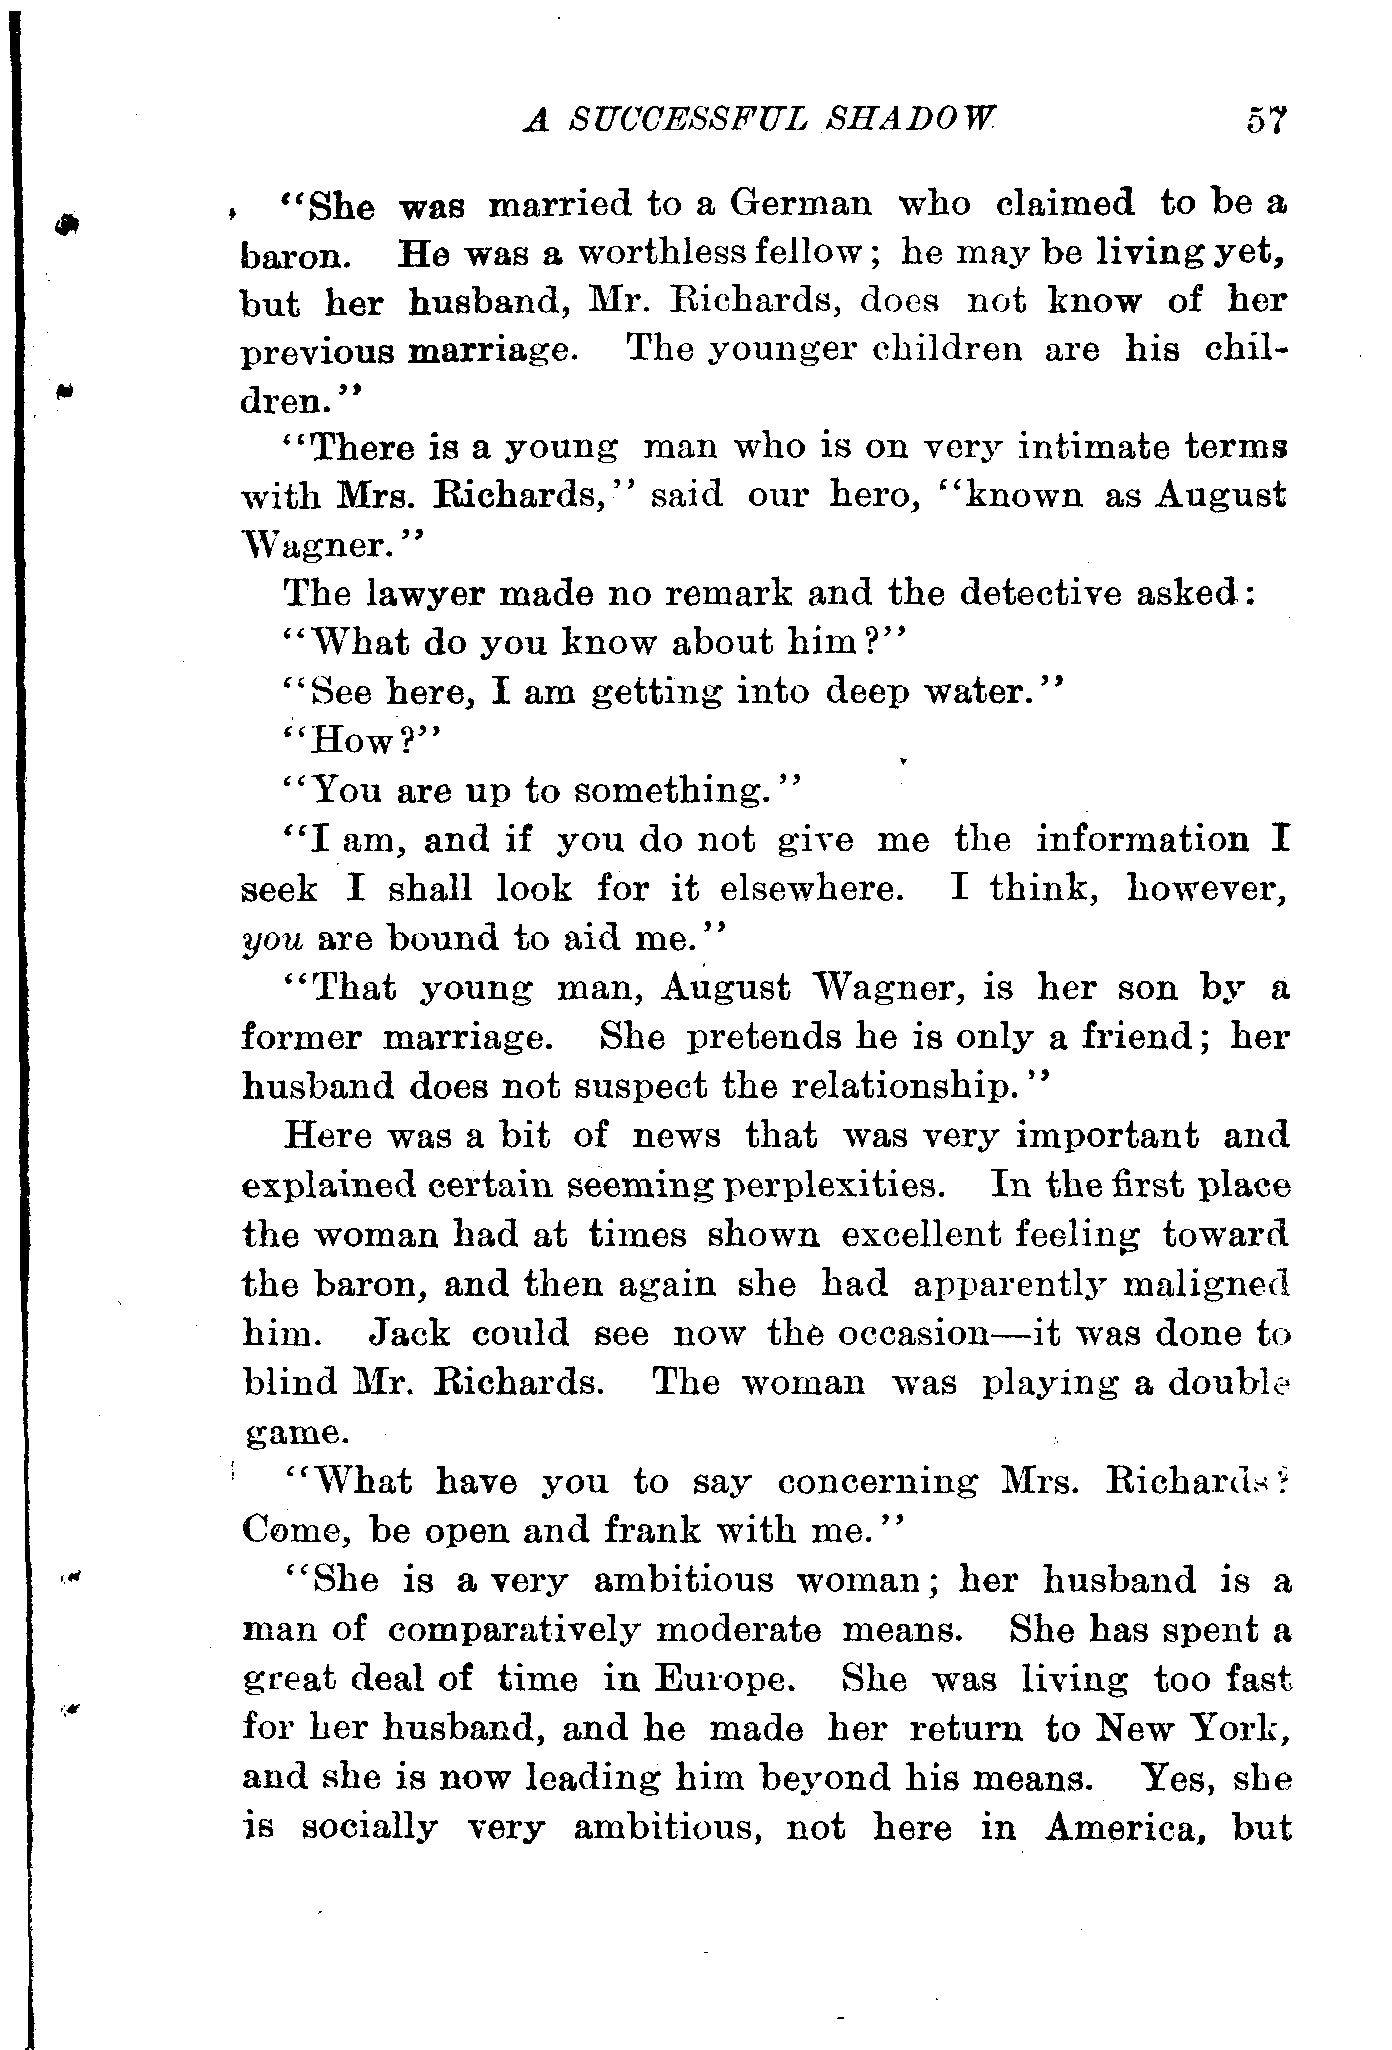 A SUCCESSFUL SHADOW 57
"She was married to a German who claimed to be a
baron. He was a worthless fellow; he may be living yet,
but her husband, Mr. Richards, does not know of her
previous marriage. The younger children are his chil-
dren."
"There is a young man who is on very intimate terms
with Mrs. Richards," said our hero, "known as August
Wagner."
The lawyer made no remark and the detective asked:
"What do you know about him?"
"See here, I am getting into deep water."
"How?"
"You are up to something."
"I am, and if you do not give me the information I
seek I shall look for it elsewhere. I think, however,
you are bound to aid me."
"That young man, August Wagner, is her son by a
former marriage. She pretends he is only a friend; her
husband does not suspect the relationship."
Here was a bit of news that was very important and
explained certain seeming perplexities. In the first place
the woman had at times shown excellent feeling toward
the baron, and then again she had apparently maligned
him. Jack could see now the occasion—it was done to
blind Mr. Richards. The woman was playing a double
game.
"What have you to say concerning Mrs. Richards?
Come, be open and frank with me."
"She is a very ambitious woman; her husband is a
man of comparatively moderate means. She has spent a
great deal of time in Europe. She was living too fast
for her husband, and he made her return to New York,
and she is now leading him beyond his means. Yes, she
is socially very ambitious, not here in America, but